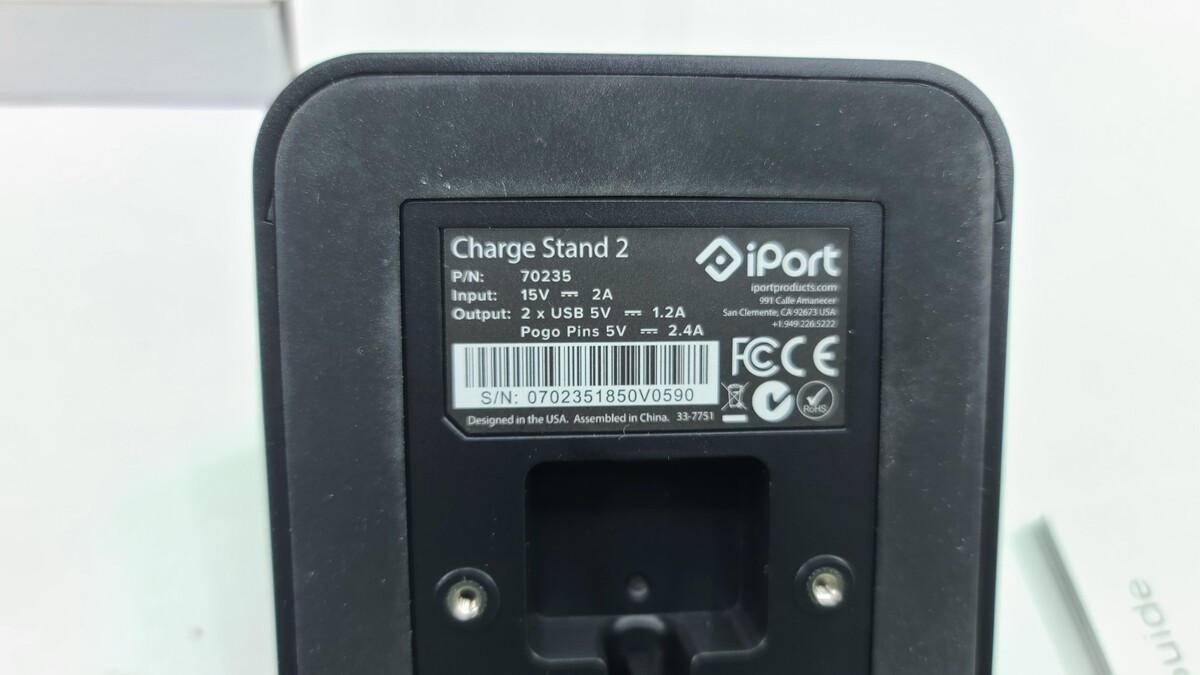 Charge Stand 2
P/N: 70235
Input: 15V ⎓ 2A
Output: 2 x USB 5V ⎓ 1.2A
Pogo Pins 5V ⎓ 2.4A
iPort
iportproducts.com
991 Calle Amanecer
San Clemente, CA 92673 USA
+1.949.226.5222
FC CE
S/N: 0702351850V0590
RoHS
Designed in the USA. Assembled in China. 33-7751